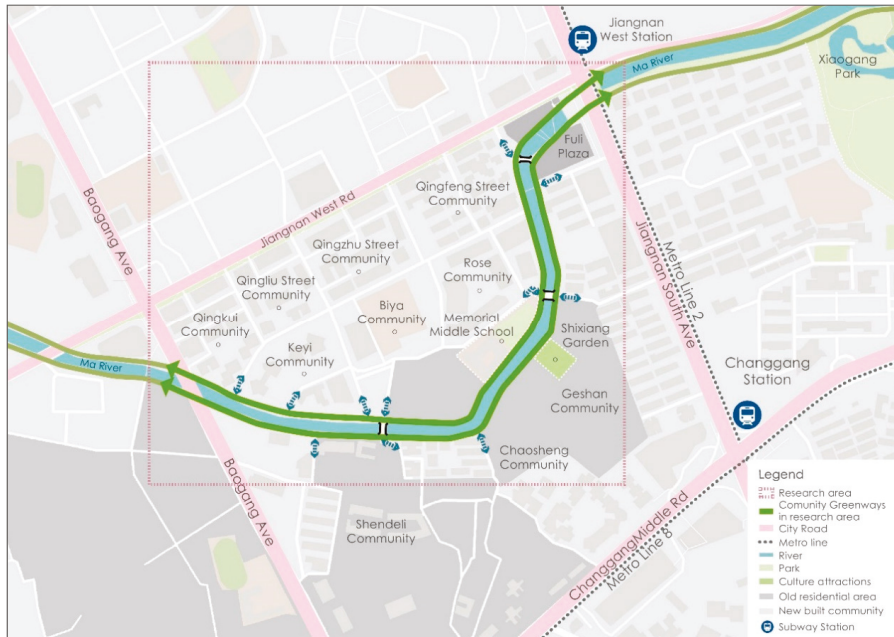 Jiangnan
West Station
Ma River
Xiaogang
Park
Fuli
Plaza
Baogang Ave
Jiangnan West Rd
Qingfeng Street
Community
Qingzhu Street
Community
Rose
Community
Qingliu Street
Community
Biya
Community
Memorial
Middle School
Qingkui
Community
Keyi
Community
Shixiang
Garden
Jiangnan South Ave
Metro Line 2
Changgang
Station
Ma River
Geshan
Community
Chaosheng
Community
Baogang Ave
Shendeli
Community
ChanggangMiddle Rd
Metro Line 8
Legend
Research area
Comunity Greenways
in research area
City Road
Metro line
River
Park
Culture attractions
Old residential area
New built community
Subway Station